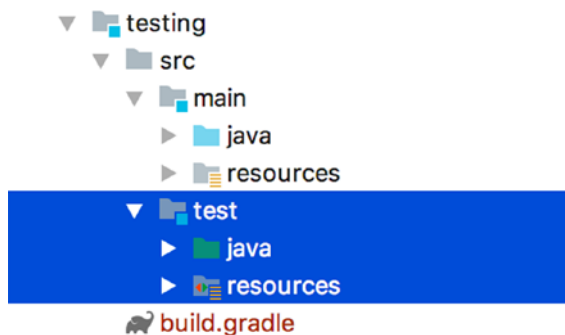 testing
src
main
java
resources
test
java
resources
build.gradle